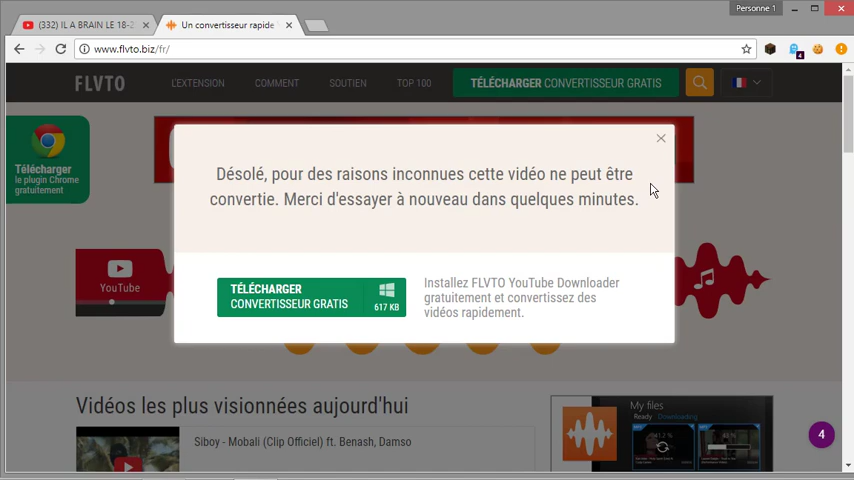 Personne 1
(332) IL A BRAIN LE 18-2
Un convertisseur rapide
www.flvto.biz/fr/
4
FLVTO
L'EXTENSION
COMMENT
SOUTIEN
TOP 100
TÉLÉCHARGER CONVERTISSEUR GRATIS
Télécharger
le plugin Chrome
gratuitement
Désolé, pour des raisons inconnues cette vidéo ne peut être
convertie. Merci d'essayer à nouveau dans quelques minutes.
YouTube
TÉLÉCHARGER
CONVERTISSEUR GRATIS
617 KB
Installez FLVTO YouTube Downloader
gratuitement et convertissez des
vidéos rapidement.
Vidéos les plus visionnées aujourd'hui
Siboy - Mobali (Clip Officiel) ft. Benash, Damso
My files
Ready Downloading
4